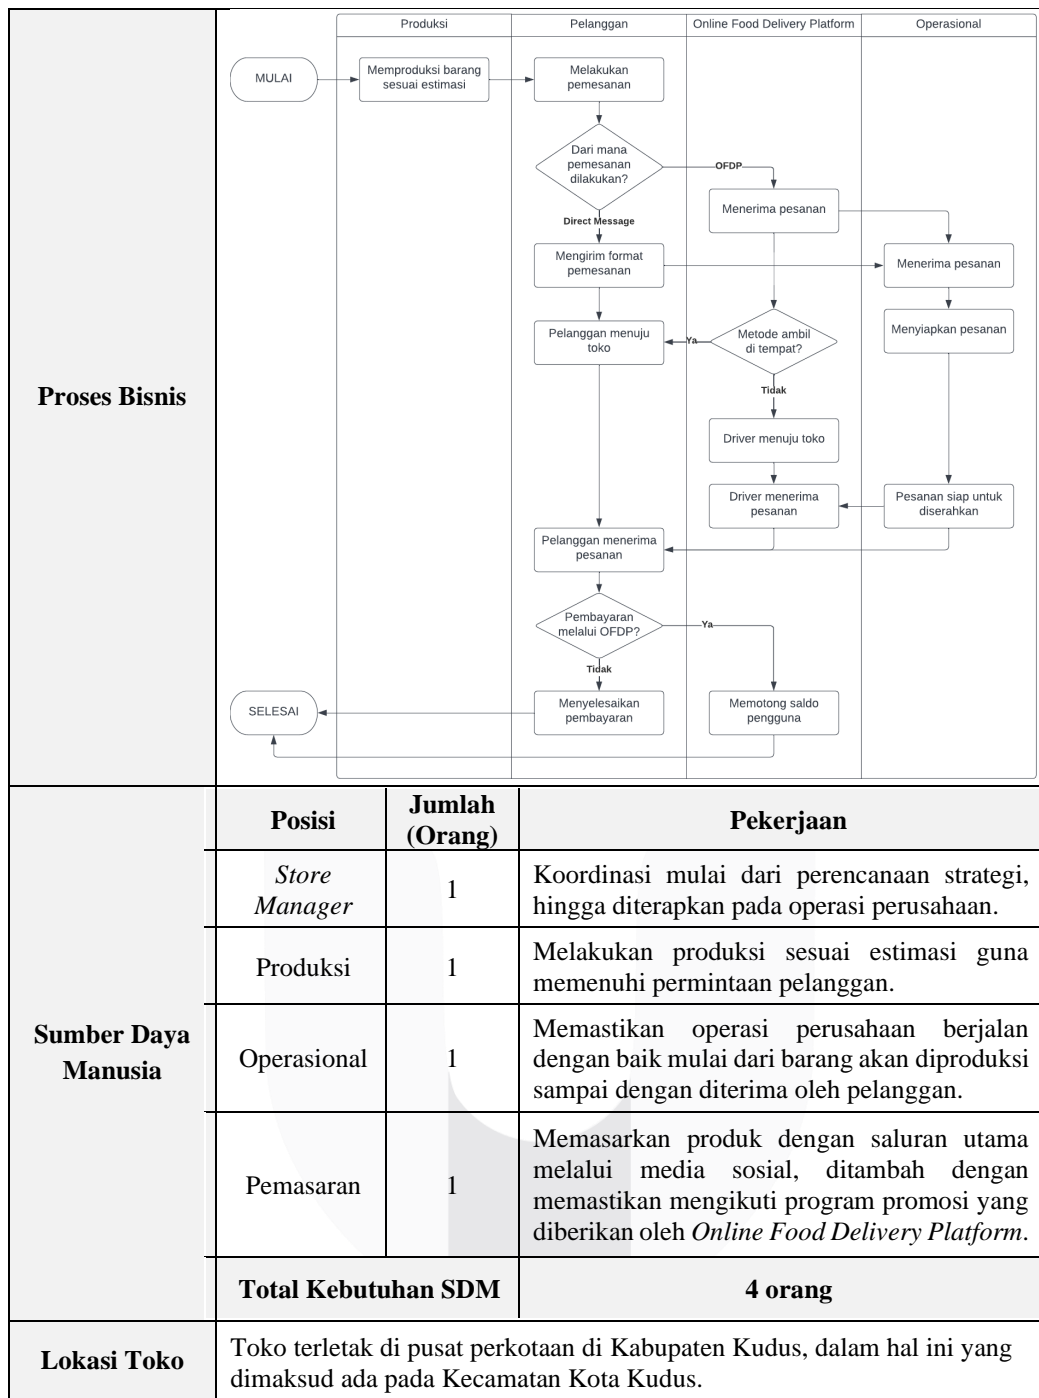 Proses Bisnis
Produksi
Pelanggan
Online Food Delivery Platform
Operasional
MULAI
Memproduksi barang
sesuai estimasi
Melakukan
pemesanan
Dari mana
pemesanan
dilakukan?
OFDP
Direct Message
Menerima pesanan
Mengirim format
pemesanan
Menerima pesanan
Pelanggan menuju
toko
Ya
Metode ambil
di tempat?
Menyiapkan pesanan
Tidak
Driver menuju toko
Driver menerima
pesanan
Pesanan siap untuk
diserahkan
Pelanggan menerima
pesanan
Pembayaran
melalui OFDP?
Ya
Tidak
SELESAI
Menyelesaikan
pembayaran
Memotong saldo
pengguna
Sumber Daya
Manusia
Posisi
Jumlah
(Orang)
Pekerjaan
Store
Manager
1
Koordinasi mulai dari perencanaan strategi,
hingga diterapkan pada operasi perusahaan.
Produksi
1
Melakukan produksi sesuai estimasi guna
memenuhi permintaan pelanggan.
Operasional
1
Memastikan operasi perusahaan berjalan
dengan baik mulai dari barang akan diproduksi
sampai dengan diterima oleh pelanggan.
Pemasaran
1
Memasarkan produk dengan saluran utama
melalui media sosial, ditambah dengan
memastikan mengikuti program promosi yang
diberikan oleh Online Food Delivery Platform.
Total Kebutuhan SDM
4 orang
Lokasi Toko
Toko terletak di pusat perkotaan di Kabupaten Kudus, dalam hal ini yang
dimaksud ada pada Kecamatan Kota Kudus.